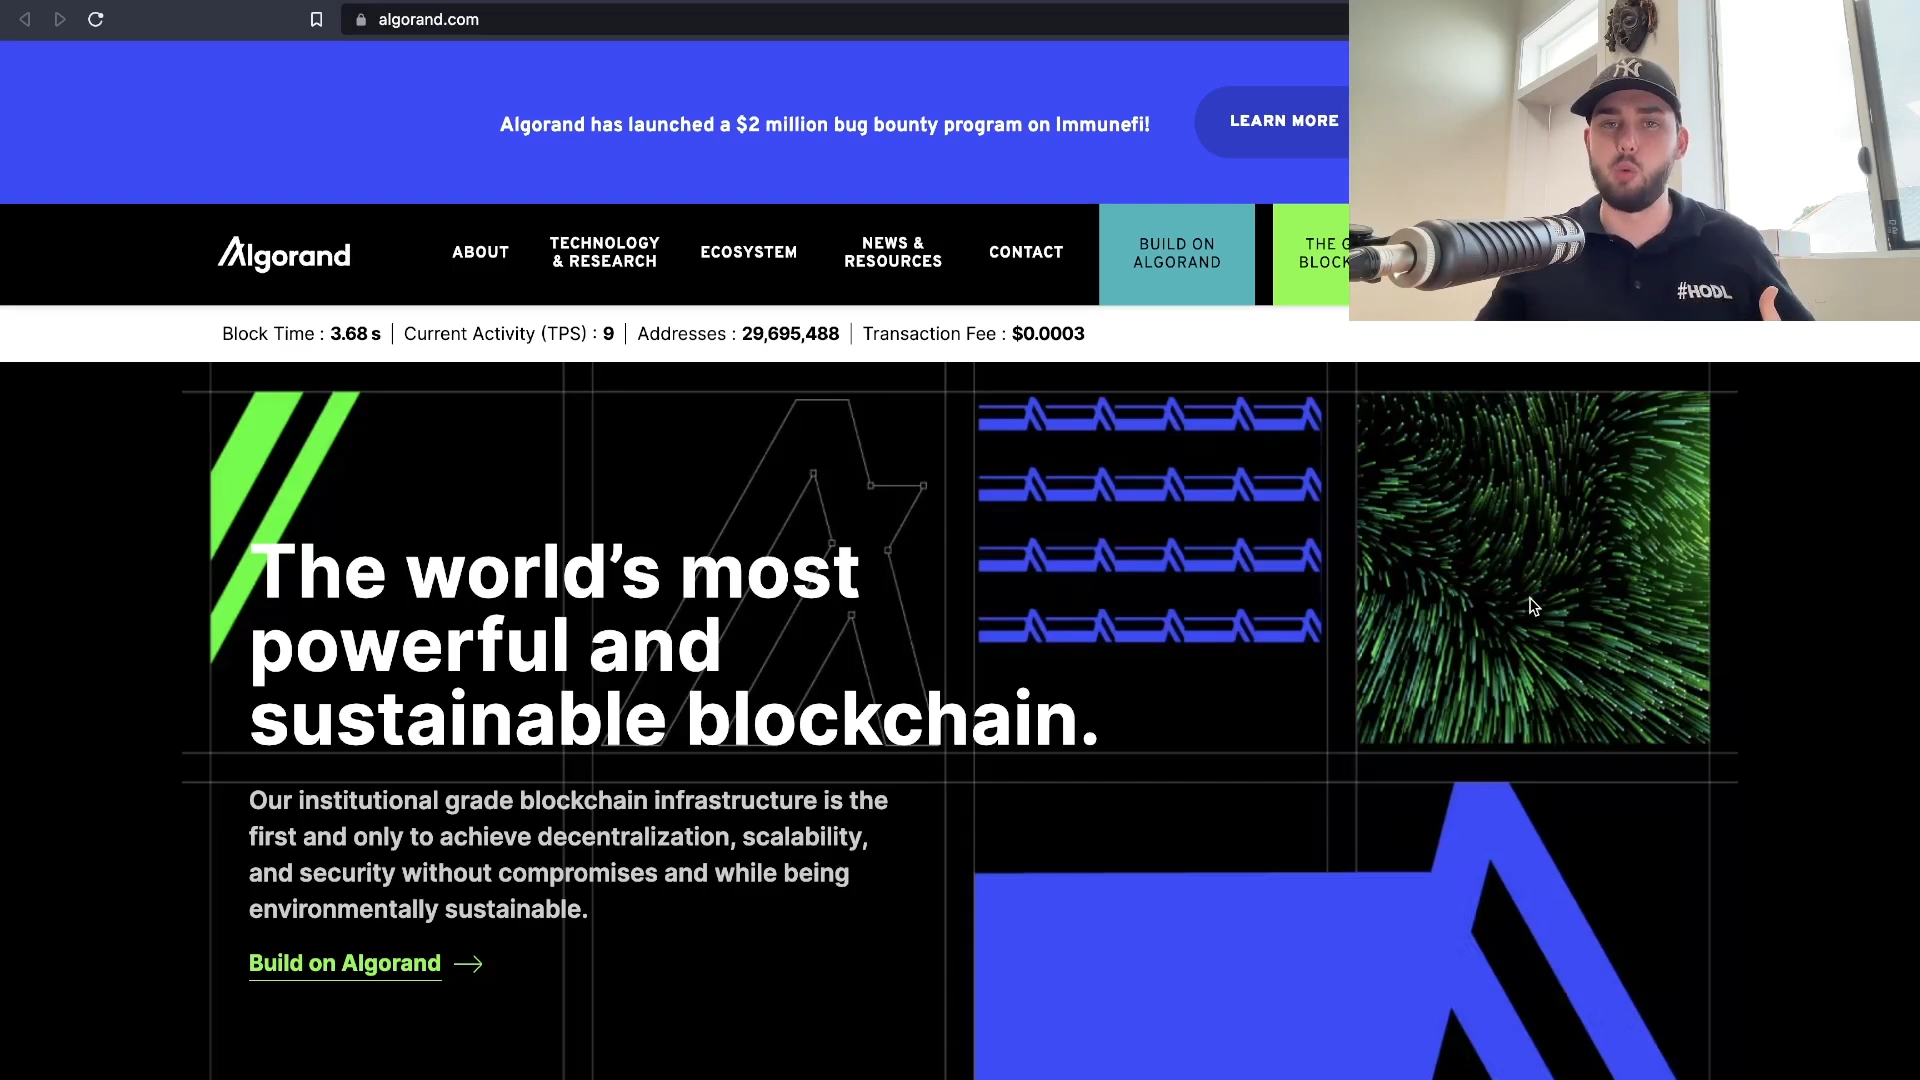 algorand.com
Algorand has launched a $2 million bug bounty program on Immunefi!
LEARN MORE
Algorand
ABOUT
TECHNOLOGY
& RESEARCH
ECOSYSTEM
NEWS &
RESOURCES
CONTACT
BUILD ON
ALGORAND
THE G
BLOCK
NY
#HODL
Block Time : 3.68 s | Current Activity (TPS) : 9 | Addresses : 29,695,488 | Transaction Fee : $0.0003
The world’s most
powerful and
sustainable blockchain.
Our institutional grade blockchain infrastructure is the
first and only to achieve decentralization, scalability,
and security without compromises and while being
environmentally sustainable.
Build on Algorand